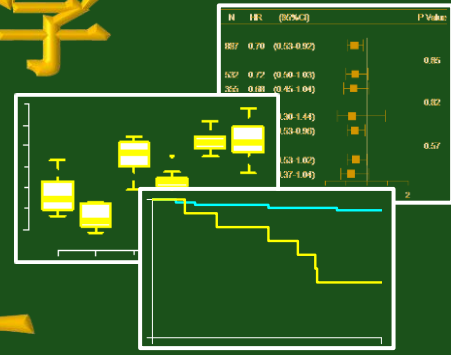 学
N HR (95%CI) P Value
887 0.70 (0.53-0.92)
0.95
532 0.72 (0.50-1.03)
355 0.68 (0.45-1.04)
0.82
0.30-1.44)
0.53-0.96)
0.57
0.53-1.02)
0.37-1.04)
2